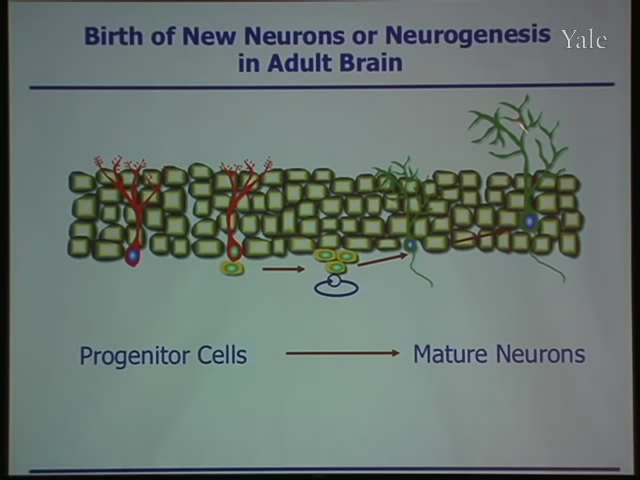 Birth of New Neurons or Neurogenesis
in Adult Brain
Yale
Progenitor Cells
Mature Neurons